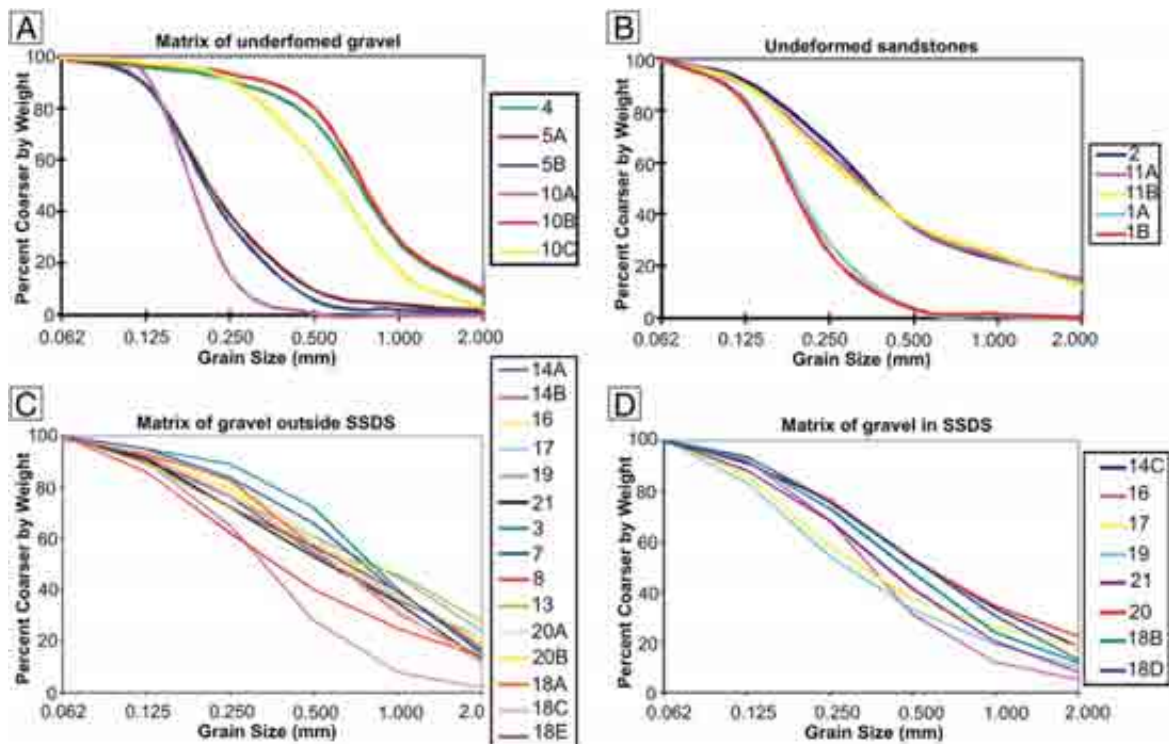 A
Matrix of underfomed gravel
Percent Coarser by Weight
100
80
60
40
20
0
0.062 0.125 0.250 0.500 1.000 2.000
Grain Size (mm)
4
5A
5B
10A
10B
10C
B
Undeformed sandstones
Percent Coarser by Weight
100
80
60
40
20
0
0.062 0.125 0.250 0.500 1.000 2.000
Grain Size (mm)
2
11A
11B
1A
1B
C
Matrix of gravel outside SSDS
Percent Coarser by Weight
100
80
60
40
20
0
0.062 0.125 0.250 0.500 1.000 2.0
Grain Size (mm)
14A
14B
16
17
19
21
3
7
8
13
20A
20B
18A
18C
18E
D
Matrix of gravel in SSDS
Percent Coarser by Weight
100
80
60
40
20
0
0.062 0.125 0.250 0.500 1.000 2.000
Grain Size (mm)
14C
16
17
19
21
20
18B
18D